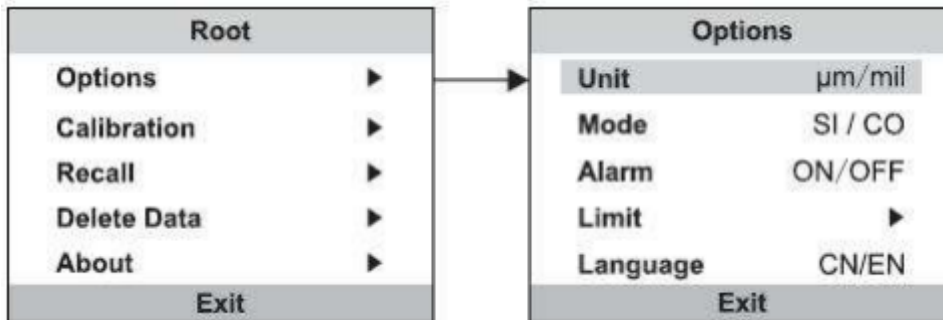 Root
Options ▶
Calibration ▶
Recall ▶
Delete Data ▶
About ▶
Exit
Options
Unit μm/mil
Mode SI / CO
Alarm ON/OFF
Limit ▶
Language CN/EN
Exit